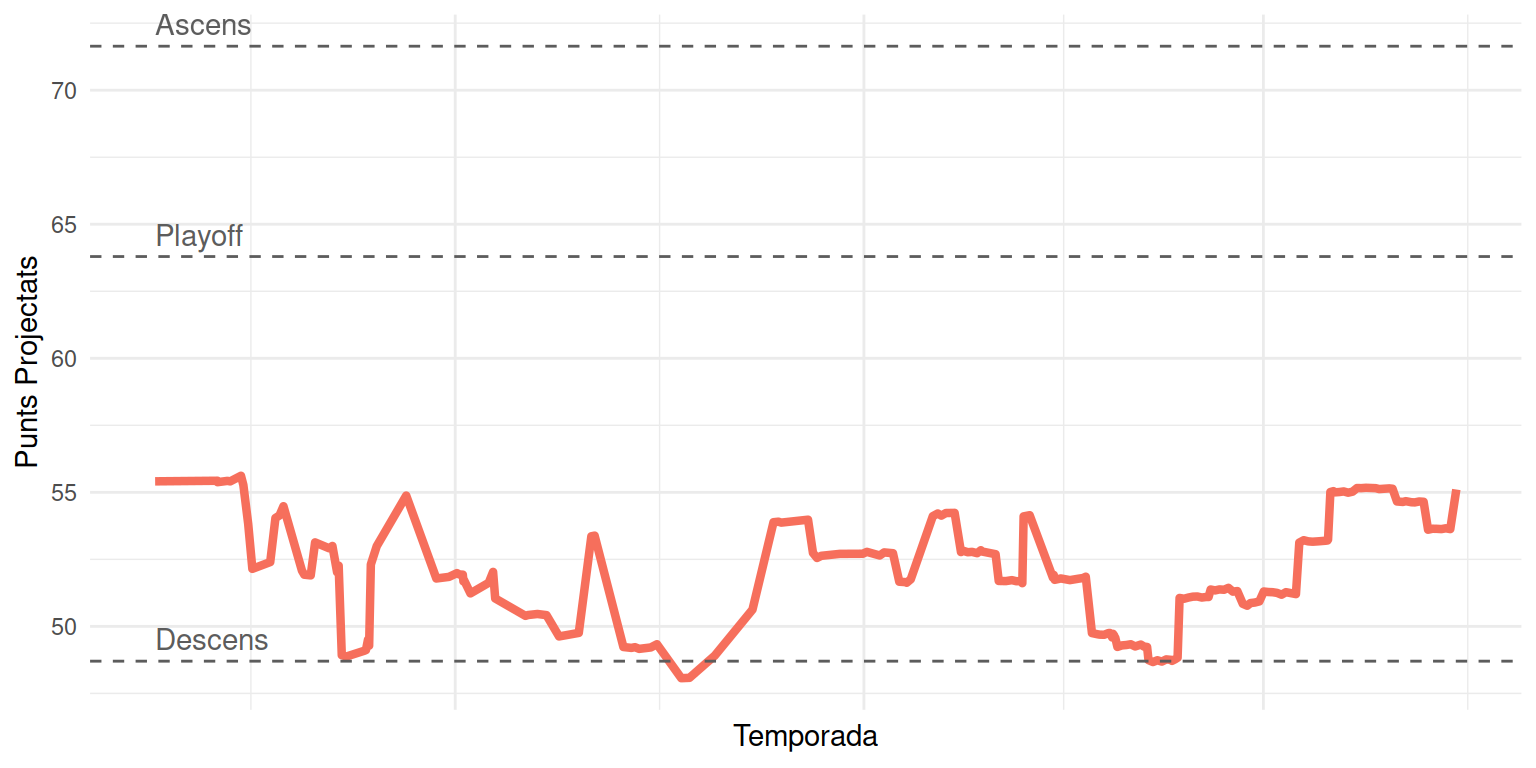 Ascens
70
65
Playoff
60
55
50
Descens
Punts Projectats
Temporada